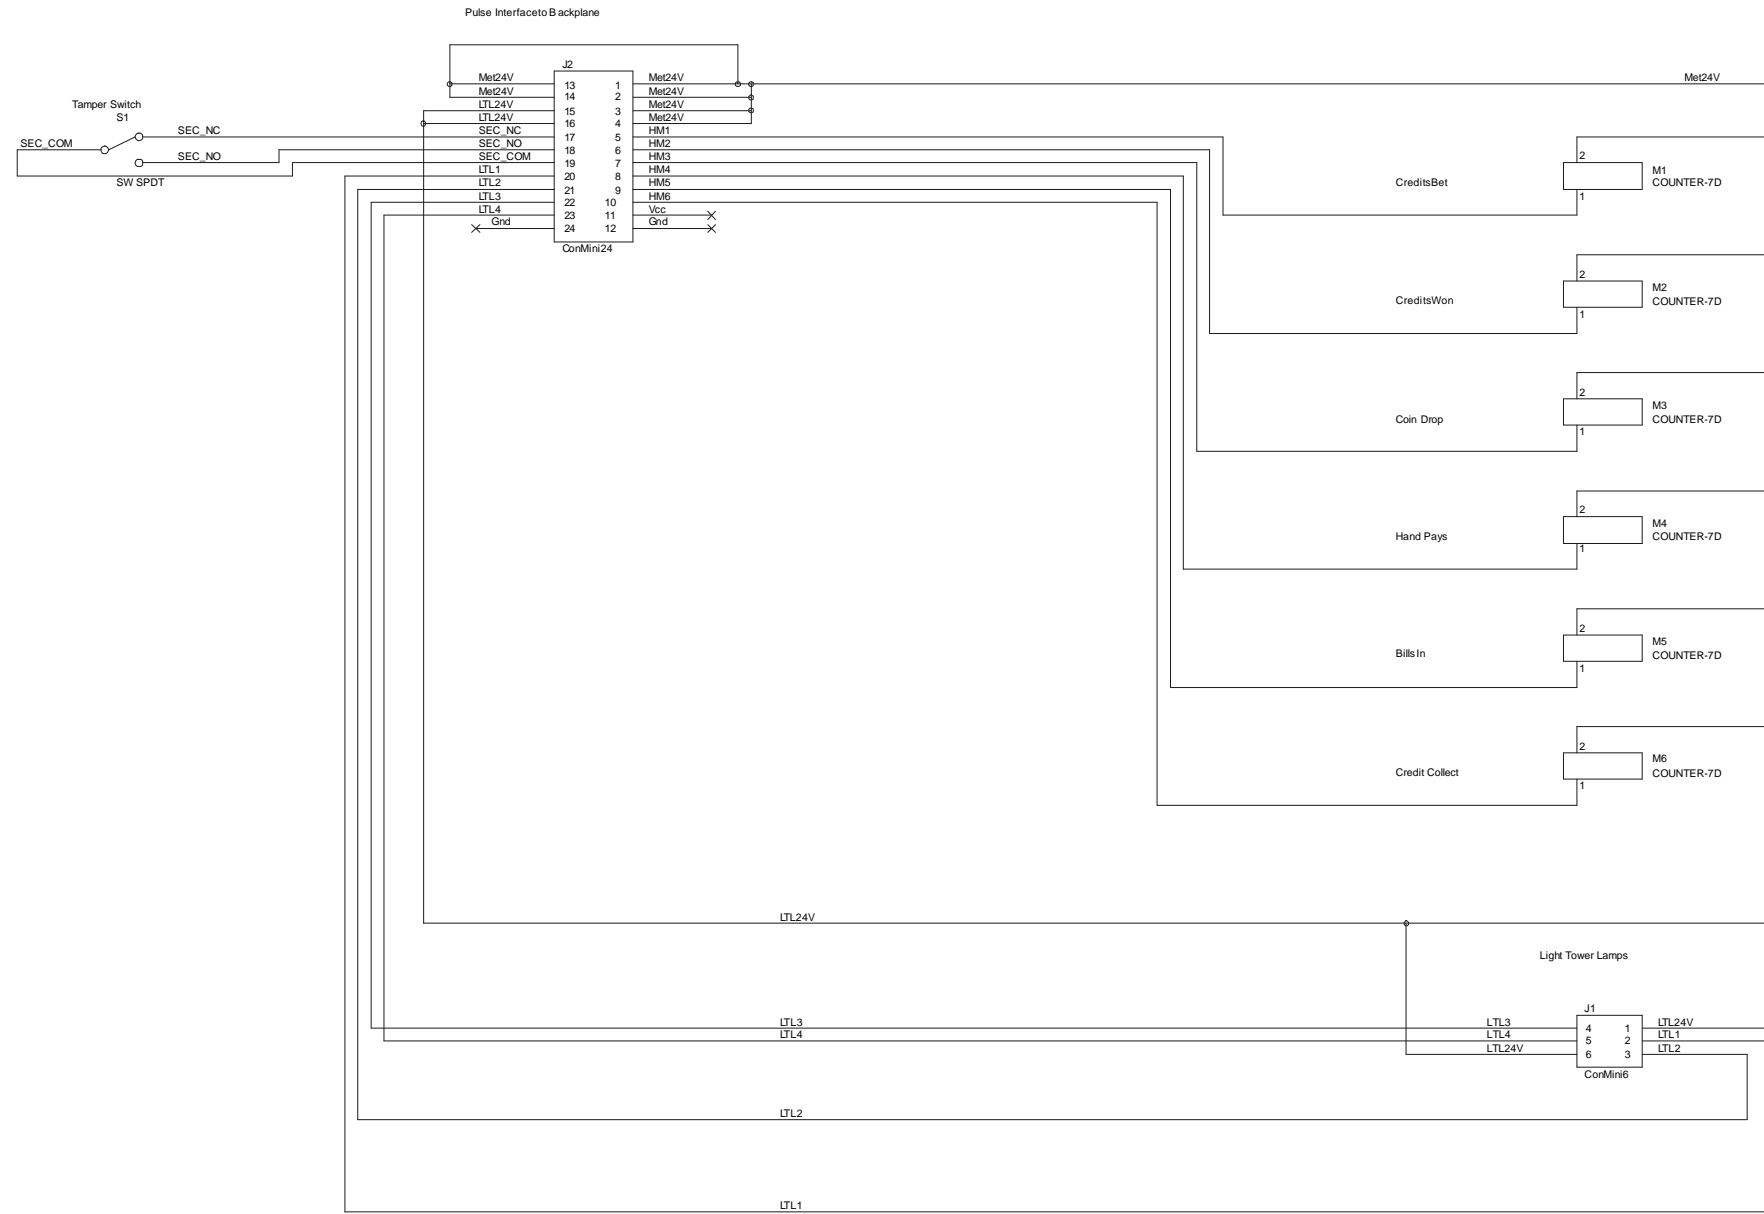 Pulse Interfaceto Backplane
J2
Met24V 13 1 Met24V Met24V
Met24V 14 2 Met24V
LTL24V 15 3 Met24V
LTL24V 16 4 Met24V
Tamper Switch
S1
SEC_NC SEC_NC 17 5 HM1
SEC_COM SEC_NO 18 6 HM2
SEC_NO SEC_COM 19 7 HM3
SW SPDT
LTL1 20 8 HM4
LTL2 21 9 HM5
LTL3 22 10 HM6
LTL4 23 11 Vcc
Gnd 24 12 Gnd
ConMini24
2
M1
CreditsBet COUNTER-7D
1
2
M2
CreditsWon COUNTER-7D
1
2
M3
Coin Drop COUNTER-7D
1
2
M4
Hand Pays COUNTER-7D
1
2
M5
BillsIn COUNTER-7D
1
2
M6
Credit Collect COUNTER-7D
1
LTL24V
Light Tower Lamps
J1
LTL3 LTL3 4 1 LTL24V
LTL4 LTL4 5 2 LTL1
LTL24V 6 3 LTL2
ConMini6
LTL2
LTL1